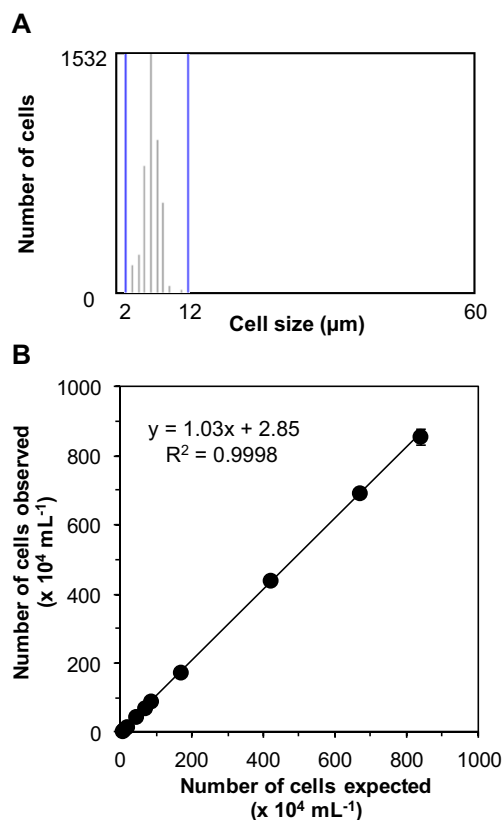 A
1532
Number of cells
0
2
12
60
Cell size (µm)
B
1000
800
600
400
200
0
Number of cells observed
(x 10⁴ mL⁻¹)
y = 1.03x + 2.85
R² = 0.9998
0
200
400
600
800
1000
Number of cells expected
(x 10⁴ mL⁻¹)